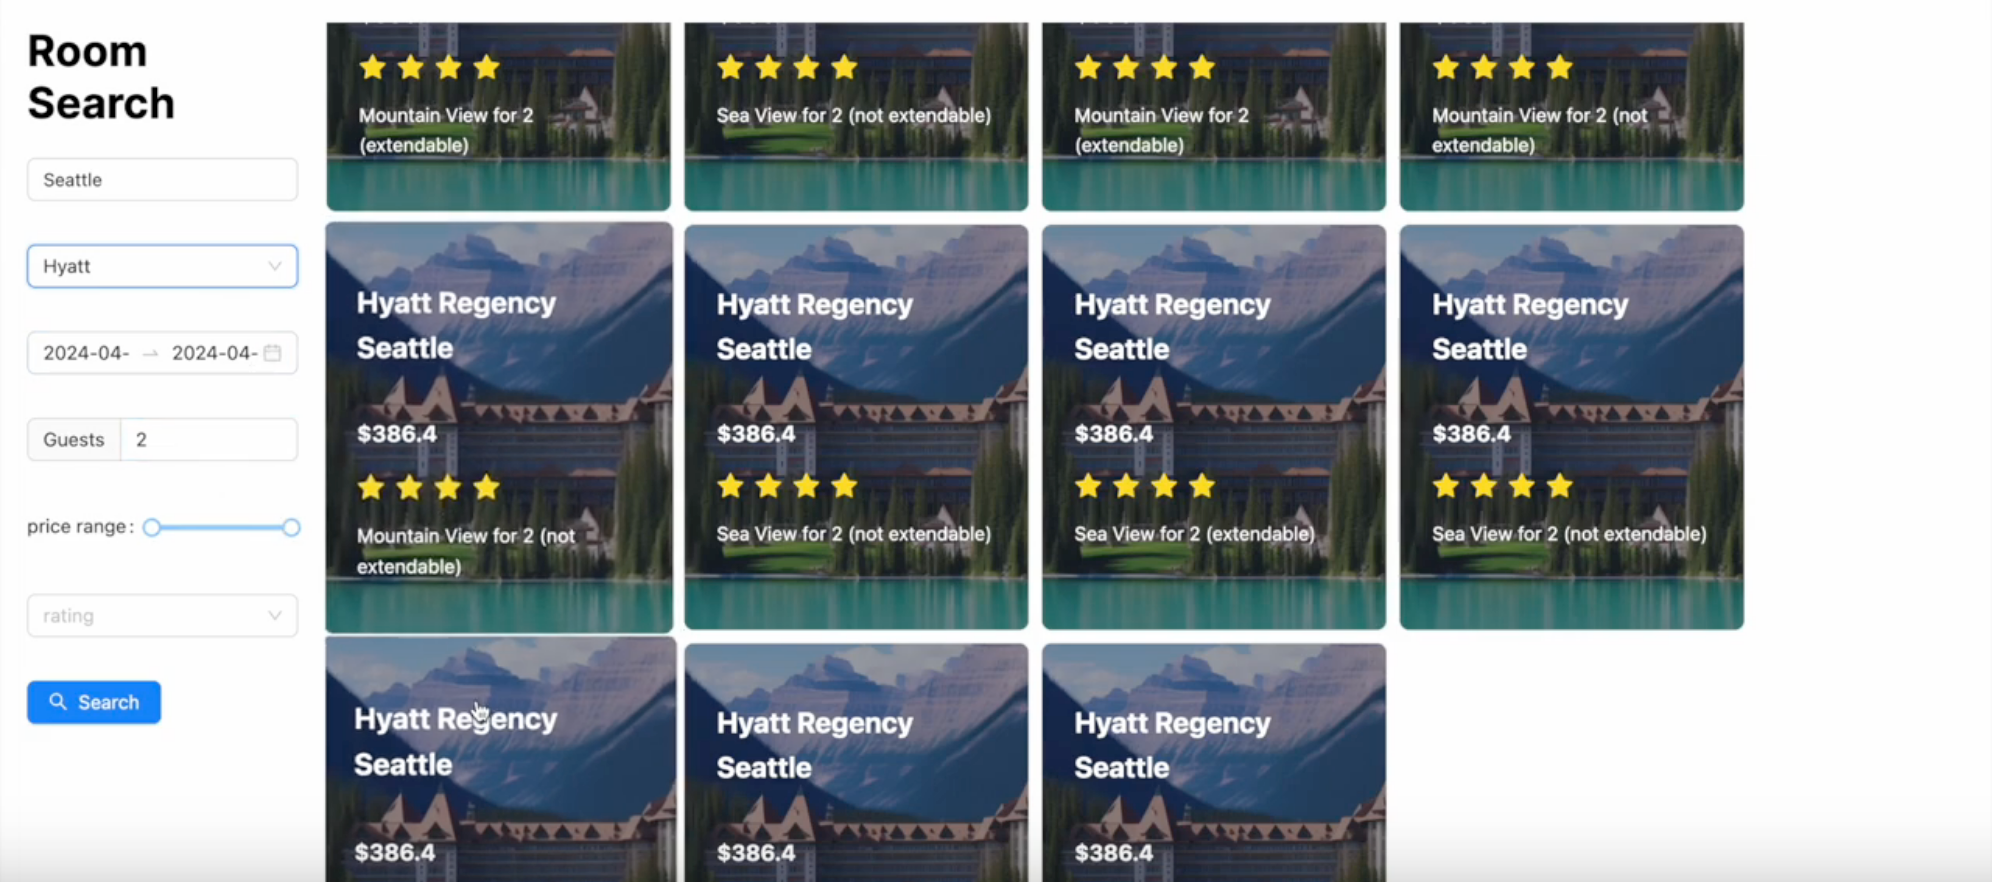 Room
Search
Seattle
Hyatt
2024-04- → 2024-04-
Guests 2
price range :
rating
Search
Mountain View for 2
(extendable)
Sea View for 2 (not extendable)
Mountain View for 2
(extendable)
Mountain View for 2 (not
extendable)
Hyatt Regency
Seattle
$386.4
Mountain View for 2 (not
extendable)
Hyatt Regency
Seattle
$386.4
Sea View for 2 (not extendable)
Hyatt Regency
Seattle
$386.4
Sea View for 2 (extendable)
Hyatt Regency
Seattle
$386.4
Sea View for 2 (not extendable)
Hyatt Regency
Seattle
$386.4
Hyatt Regency
Seattle
$386.4
Hyatt Regency
Seattle
$386.4